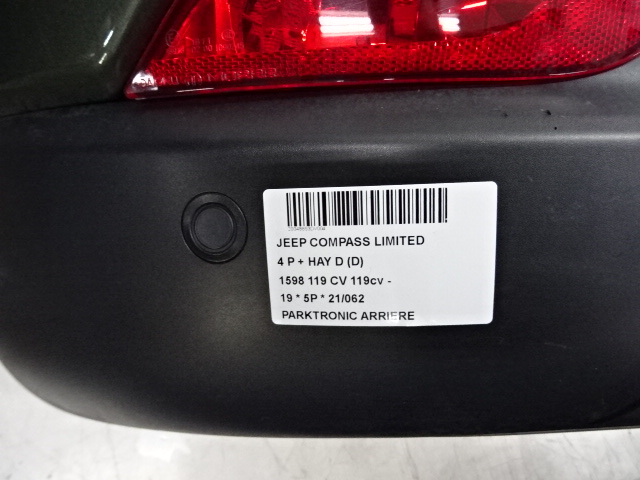 JEEP COMPASS LIMITED
4 P + HAY D (D)
1598 119 CV 119cv -
19 * 5P * 21/062
PARKTRONIC ARRIERE